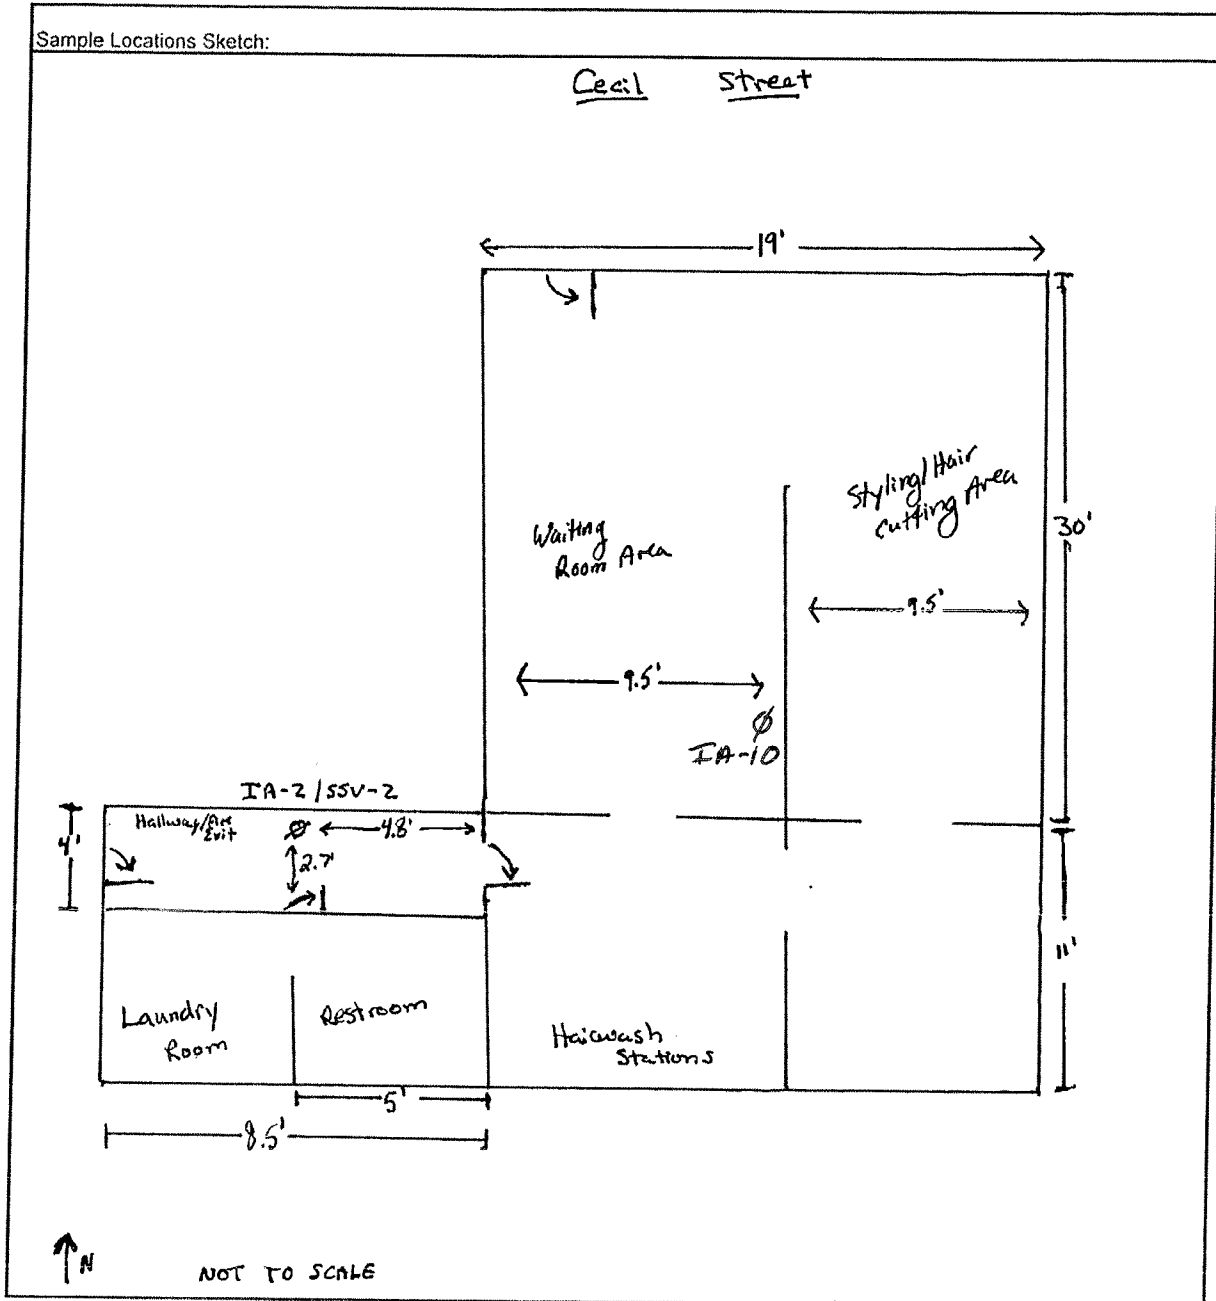 Sample Locations Sketch:
Cecil Street
19'
Styling/Hair
Cutting Area
30'
Waiting
Room Area
9.5'
9.5'
IA-10
IA-2/SSV-2
Hallway/
Exit
4.8'
4'
2.7'
11'
Laundry
Room
Restroom
Hairwash
Stations
5'
8.5'
N
NOT TO SCALE